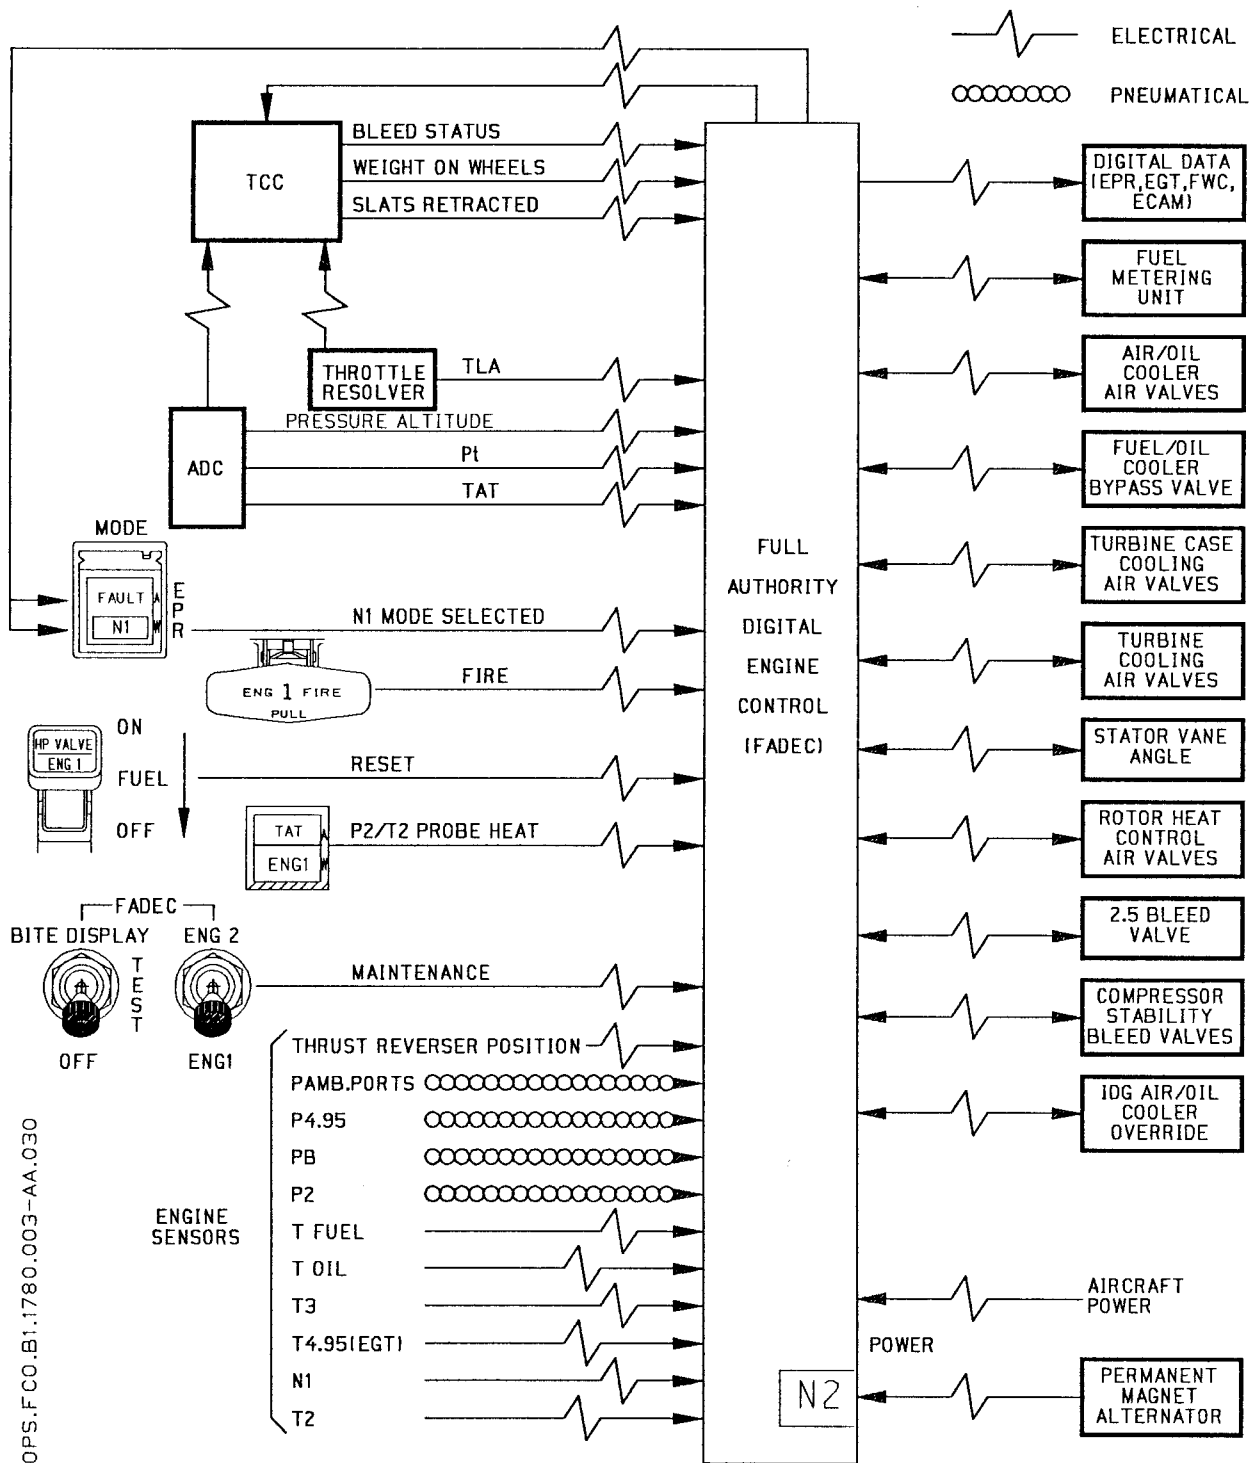 ELECTRICAL
PNEUMATICAL
TCC
BLEED STATUS
WEIGHT ON WHEELS
SLATS RETRACTED
THROTTLE
RESOLVER
TLA
ADC
PRESSURE ALTITUDE
Pt
TAT
MODE
FAULT
N1
A
W
E
P
R
N1 MODE SELECTED
ENG 1 FIRE
PULL
FIRE
HP VALVE
ENG 1
ON
FUEL
OFF
RESET
TAT
ENG1
A
W
P2/T2 PROBE HEAT
FADEC
BITE DISPLAY
ENG 2
T
E
S
T
OFF
ENG1
MAINTENANCE
ENGINE
SENSORS
THRUST REVERSER POSITION
PAMB.PORTS
P4.95
PB
P2
T FUEL
T OIL
T3
T4.95(EGT)
N1
T2
FULL
AUTHORITY
DIGITAL
ENGINE
CONTROL
(FADEC)
N2
DIGITAL DATA
(EPR,EGT,FWC,
ECAM)
FUEL
METERING
UNIT
AIR/OIL
COOLER
AIR VALVES
FUEL/OIL
COOLER
BYPASS VALVE
TURBINE CASE
COOLING
AIR VALVES
TURBINE
COOLING
AIR VALVES
STATOR VANE
ANGLE
ROTOR HEAT
CONTROL
AIR VALVES
2.5 BLEED
VALVE
COMPRESSOR
STABILITY
BLEED VALVES
IDG AIR/OIL
COOLER
OVERRIDE
AIRCRAFT
POWER
POWER
PERMANENT
MAGNET
ALTERNATOR
OPS.FCO.B1.1780.003-AA.030